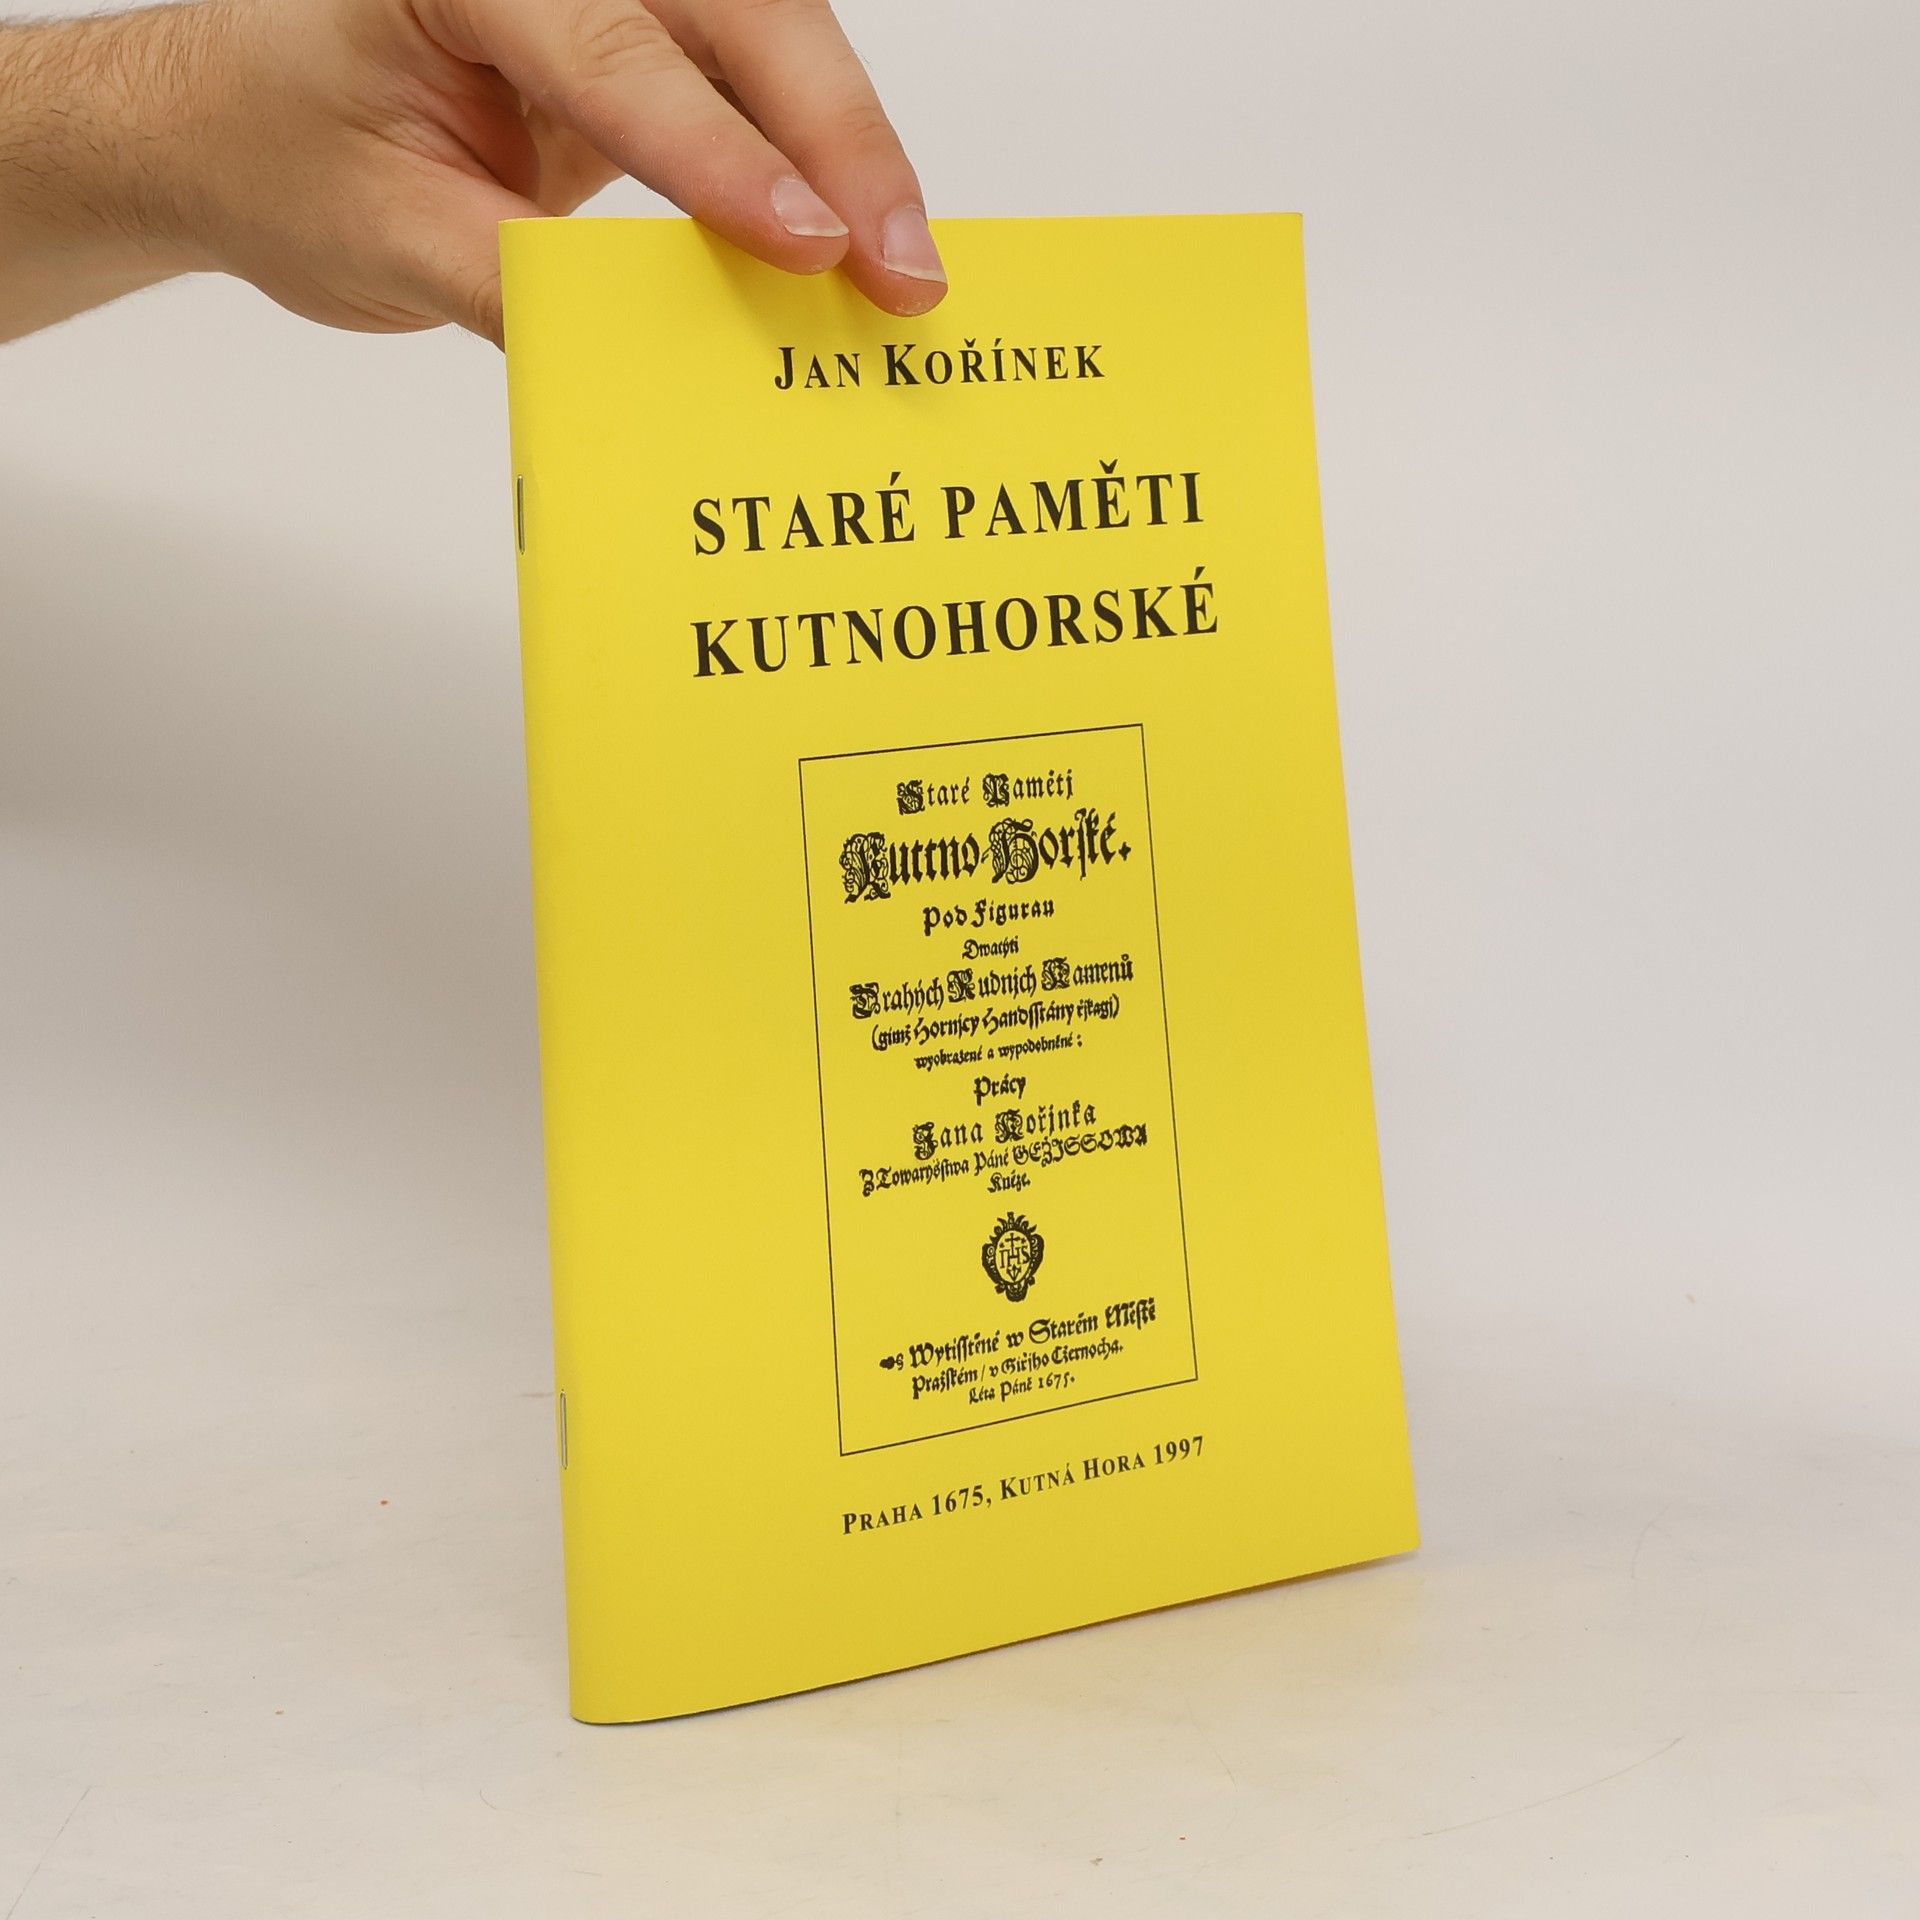 JAN KOŘÍNEK
STARÉ PAMĚTI
KUTNOHORSKÉ
Staré Pamětj
Kuttno-Horſké.
Pod Figurau
Dwacýti
Drahých Rudnjch Kamenů
(gimž Hornjcy Handſſtány řjkagj)
wyobrazené a wypodobněné:
Prácy
Jana Kořjnka
Z Towaryšſtwa Páně GEŽISSOWA
Kněze.
IHS
Wytiſſtěné w Starém Měſtě
Pražſkém / v Giřjho Cžernocha.
Léta Páně 1675.
PRAHA 1675, KUTNÁ HORA 1997